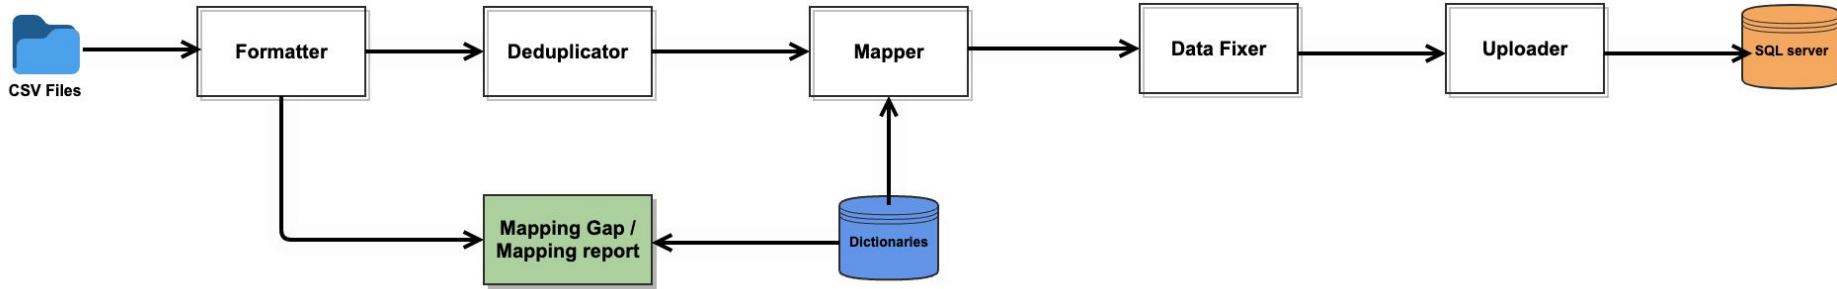 CSV Files
Formatter
Deduplicator
Mapper
Data Fixer
Uploader
SQL server
Mapping Gap /
Mapping report
Dictionaries